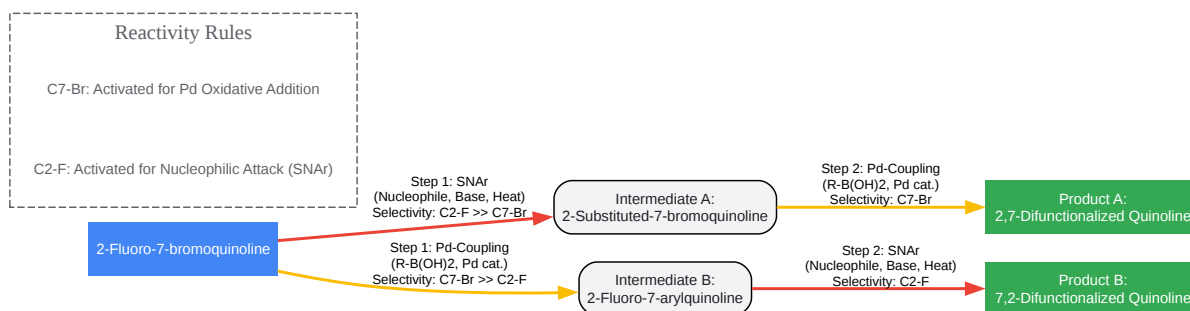 Reactivity Rules
C7-Br: Activated for Pd Oxidative Addition
C2-F: Activated for Nucleophilic Attack (SNAr)
2-Fluoro-7-bromoquinoline
Step 1: SNAr
(Nucleophile, Base, Heat)
Selectivity: C2-F >> C7-Br
Intermediate A:
2-Substituted-7-bromoquinoline
Step 2: Pd-Coupling
(R-B(OH)2, Pd cat.)
Selectivity: C7-Br
Product A:
2,7-Difunctionalized Quinoline
Step 1: Pd-Coupling
(R-B(OH)2, Pd cat.)
Selectivity: C7-Br >> C2-F
Intermediate B:
2-Fluoro-7-arylquinoline
Step 2: SNAr
(Nucleophile, Base, Heat)
Selectivity: C2-F
Product B:
7,2-Difunctionalized Quinoline